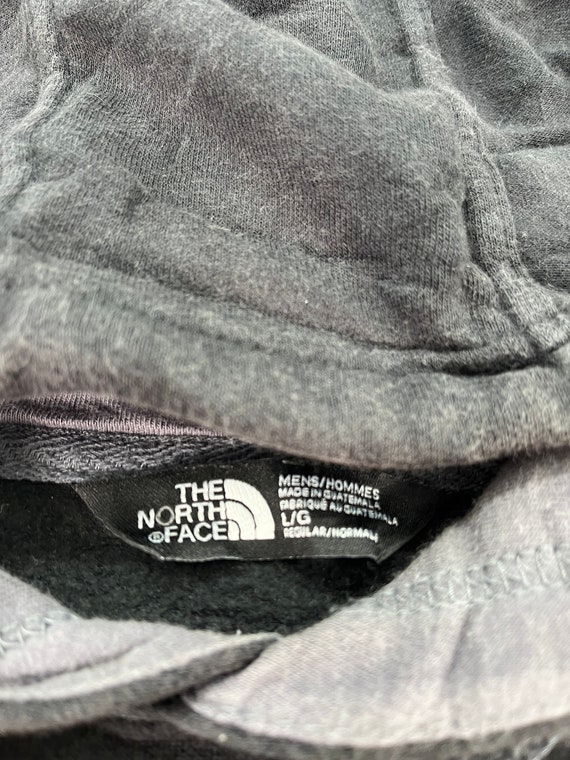 THE
NORTH
®FACE
MENS/HOMMES
MADE IN GUATEMALA
FABRIQUÉ AU GUATEMALA
L/G
REGULAR/NORMAL